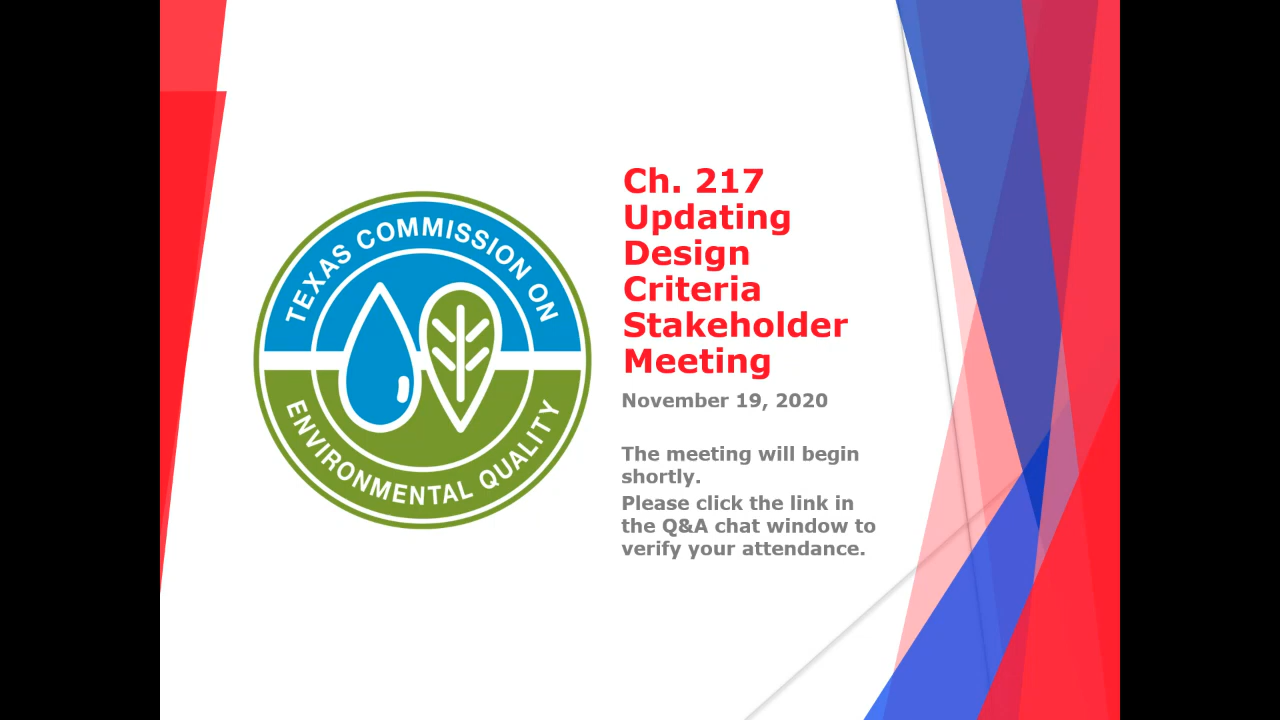 TEXAS COMMISSION ON
ENVIRONMENTAL QUALITY
Ch. 217
Updating
Design
Criteria
Stakeholder
Meeting
November 19, 2020
The meeting will begin
shortly.
Please click the link in
the Q&A chat window to
verify your attendance.